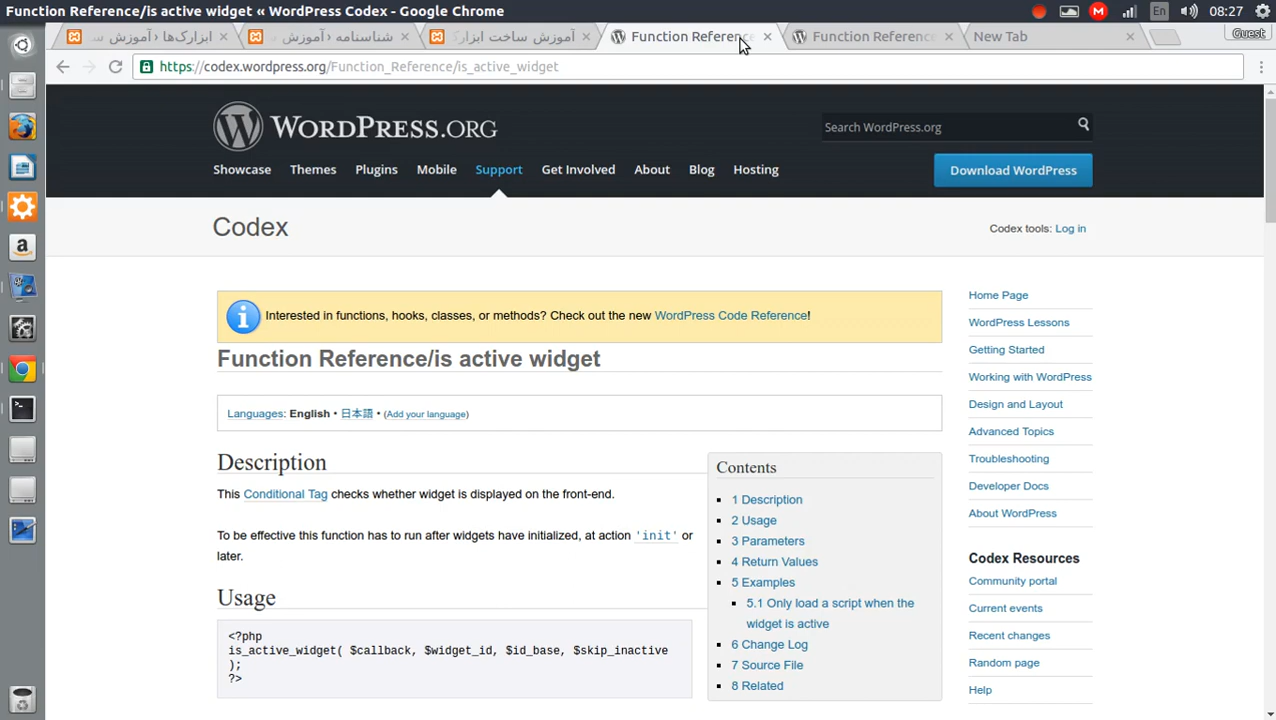 Function Reference/is active widget « WordPress Codex - Google Chrome
En
08:27
ابزارک‌ها ‹ آموزش س
شناسنامه ‹ آموزش س
آموزش ساخت ابزارک
Function Reference
Function Reference
New Tab
Guest
https://codex.wordpress.org/Function_Reference/is_active_widget
WORDPRESS.ORG
Search WordPress.org
Showcase Themes Plugins Mobile Support Get Involved About Blog Hosting
Download WordPress
Codex
Codex tools: Log in
Interested in functions, hooks, classes, or methods? Check out the new WordPress Code Reference!
Function Reference/is active widget
Languages: English • 日本語 • (Add your language)
Description
This Conditional Tag checks whether widget is displayed on the front-end.
To be effective this function has to run after widgets have initialized, at action 'init' or
later.
Usage
<?php
is_active_widget( $callback, $widget_id, $id_base, $skip_inactive
);
?>
Contents
1 Description
2 Usage
3 Parameters
4 Return Values
5 Examples
5.1 Only load a script when the
widget is active
6 Change Log
7 Source File
8 Related
Home Page
WordPress Lessons
Getting Started
Working with WordPress
Design and Layout
Advanced Topics
Troubleshooting
Developer Docs
About WordPress
Codex Resources
Community portal
Current events
Recent changes
Random page
Help